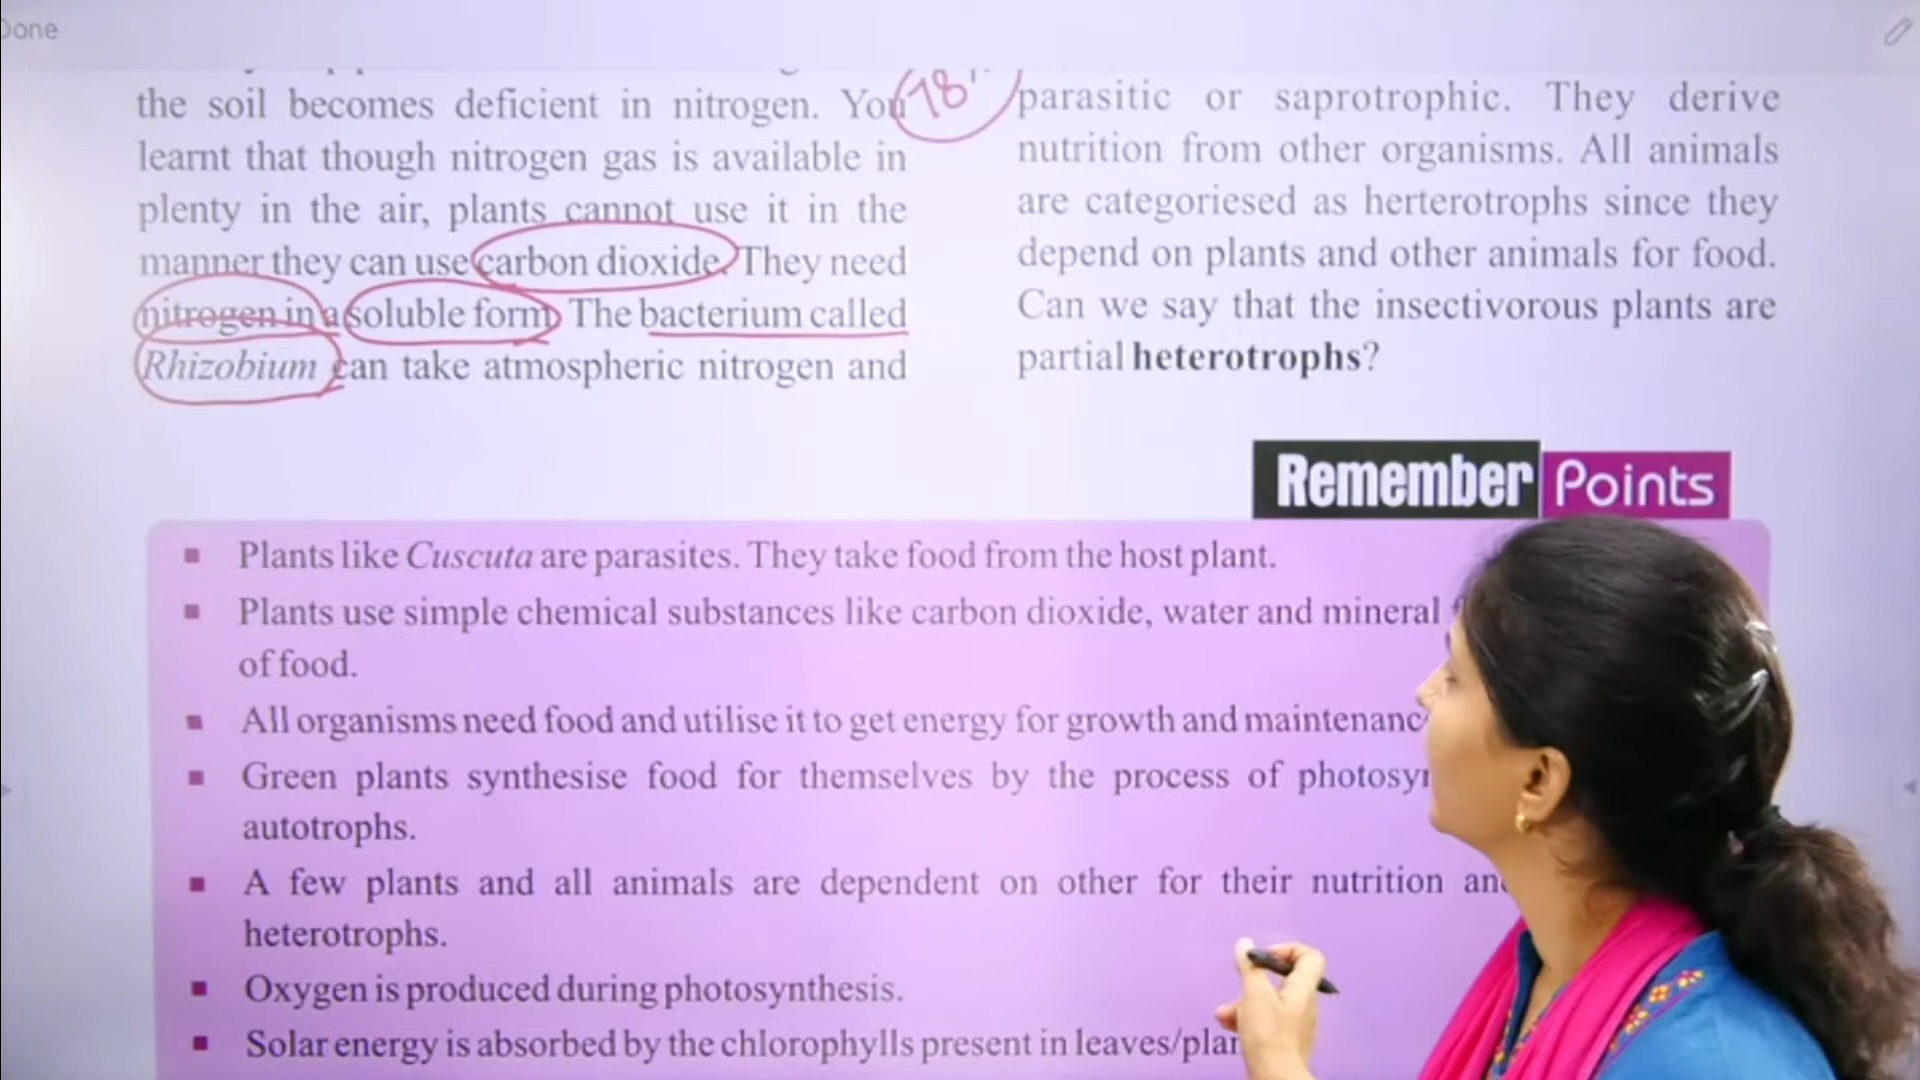 Done
the soil becomes deficient in nitrogen. You
learnt that though nitrogen gas is available in
plenty in the air, plants cannot use it in the
manner they can use carbon dioxide. They need
nitrogen in a soluble form. The bacterium called
Rhizobium can take atmospheric nitrogen and
78
parasitic or saprotrophic. They derive
nutrition from other organisms. All animals
are categoriesed as herterotrophs since they
depend on plants and other animals for food.
Can we say that the insectivorous plants are
partial heterotrophs?
Remember Points
▪ Plants like Cuscuta are parasites. They take food from the host plant.
▪ Plants use simple chemical substances like carbon dioxide, water and mineral
of food.
▪ All organisms need food and utilise it to get energy for growth and
▪ Green plants synthesise food for themselves by the process of
autotrophs.
▪ A few plants and all animals are dependent on other for their nutrition
heterotrophs.
▪ Oxygen is produced during photosynthesis.
▪ Solar energy is absorbed by the chlorophylls present in